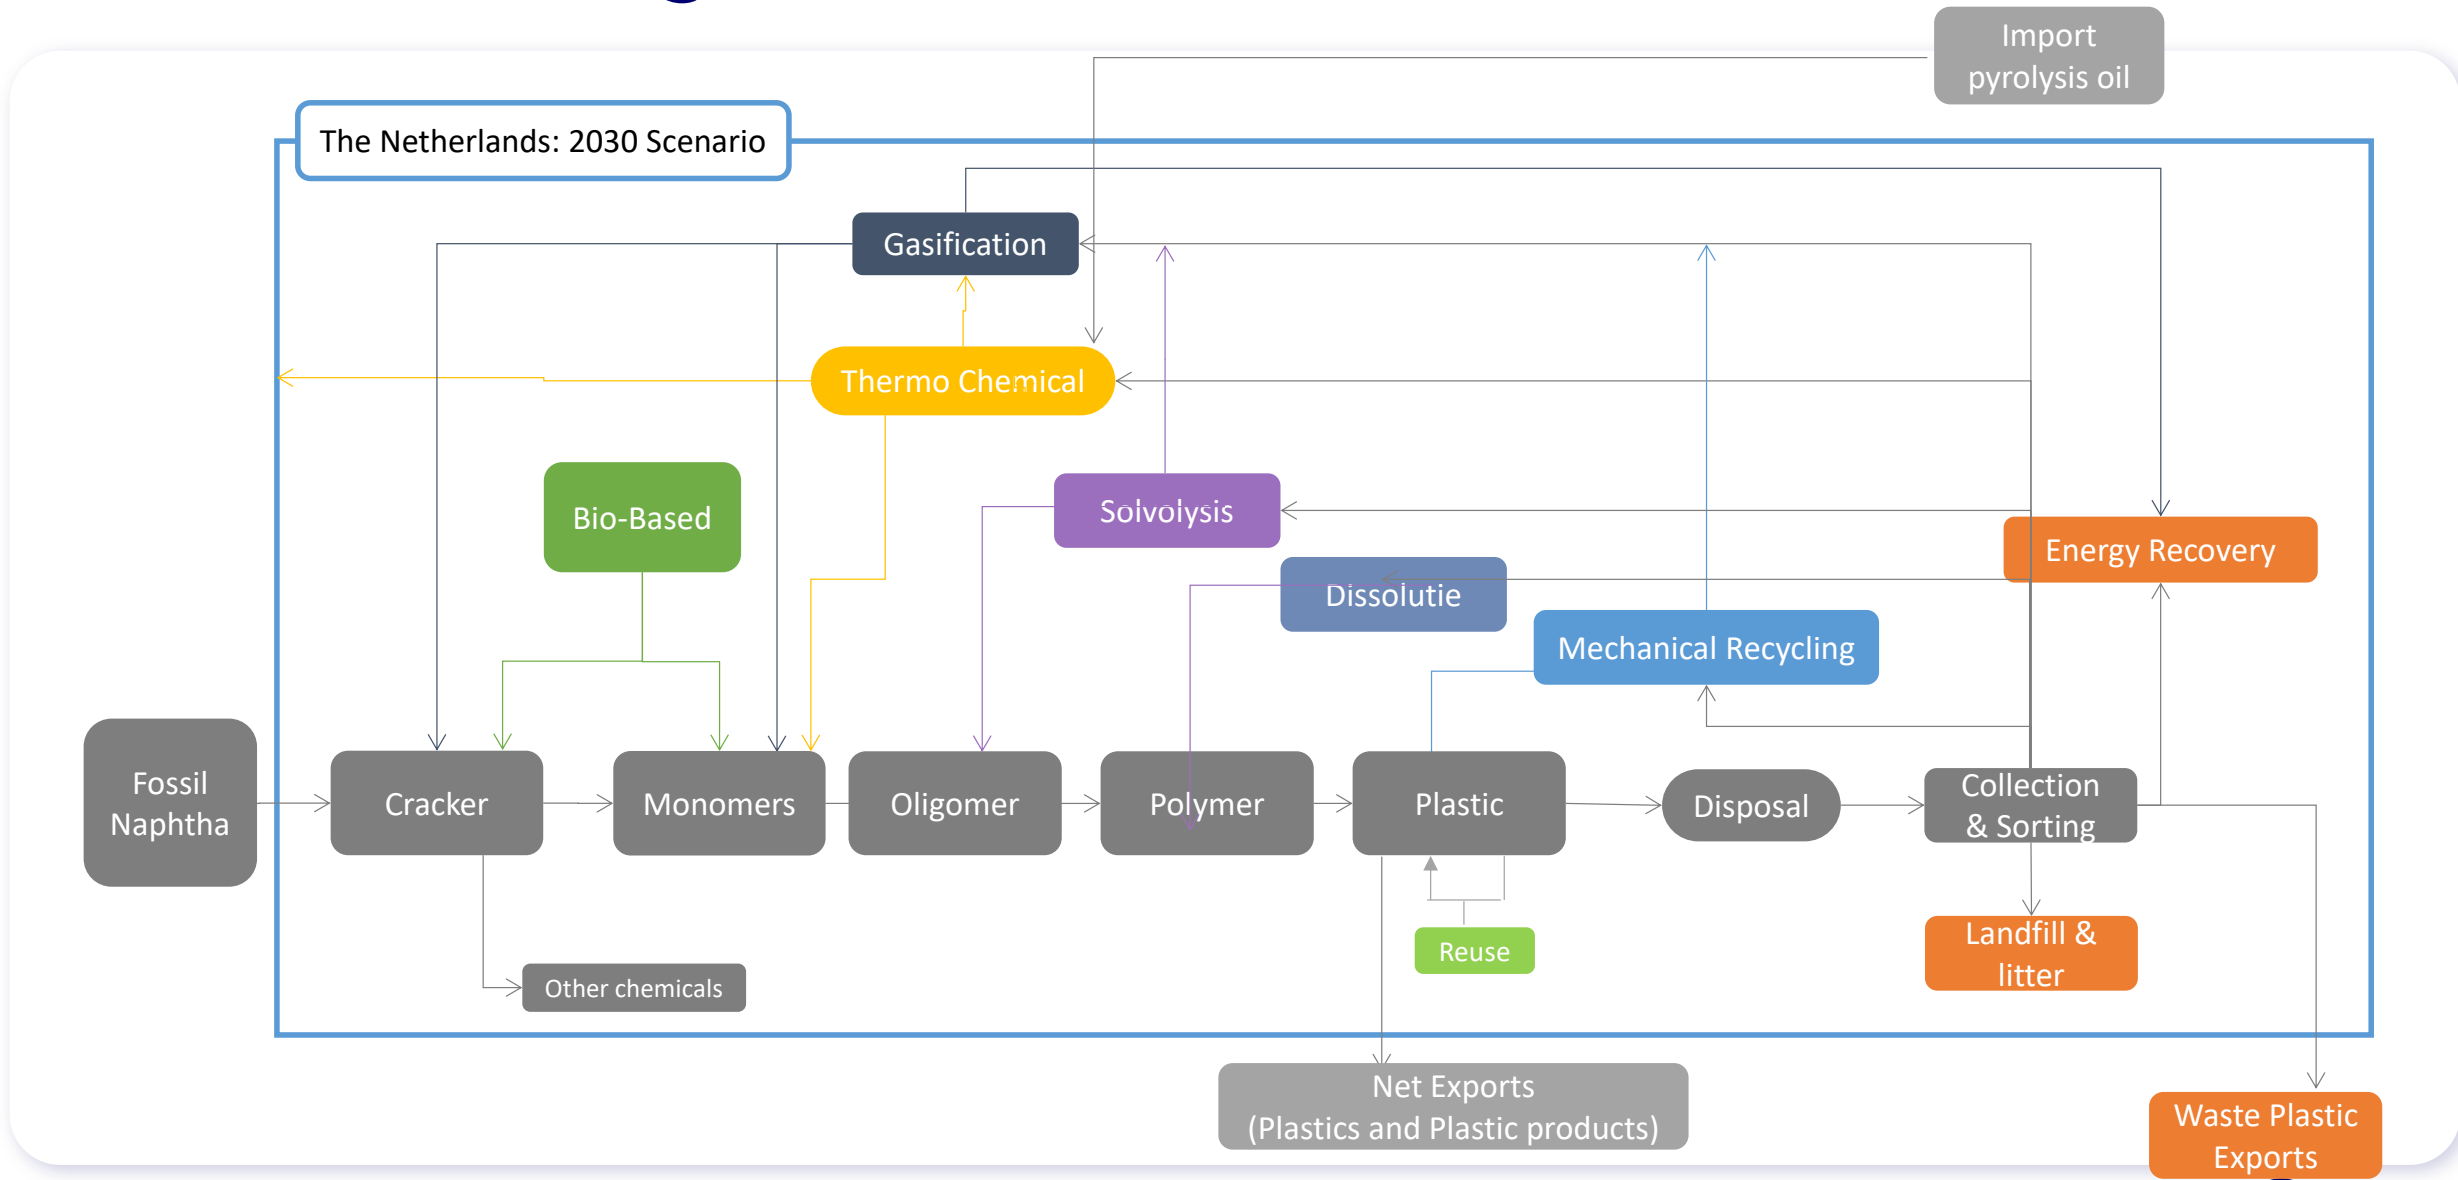 Import
pyrolysis oil
The Netherlands: 2030 Scenario
Gasification
Thermo Chemical
Bio-Based
Solvolysis
Energy Recovery
Dissolutie
Mechanical Recycling
Fossil
Naphtha
Cracker
Monomers
Oligomer
Polymer
Plastic
Disposal
Collection
& Sorting
Reuse
Landfill &
litter
Other chemicals
Net Exports
(Plastics and Plastic products)
Waste Plastic
Exports